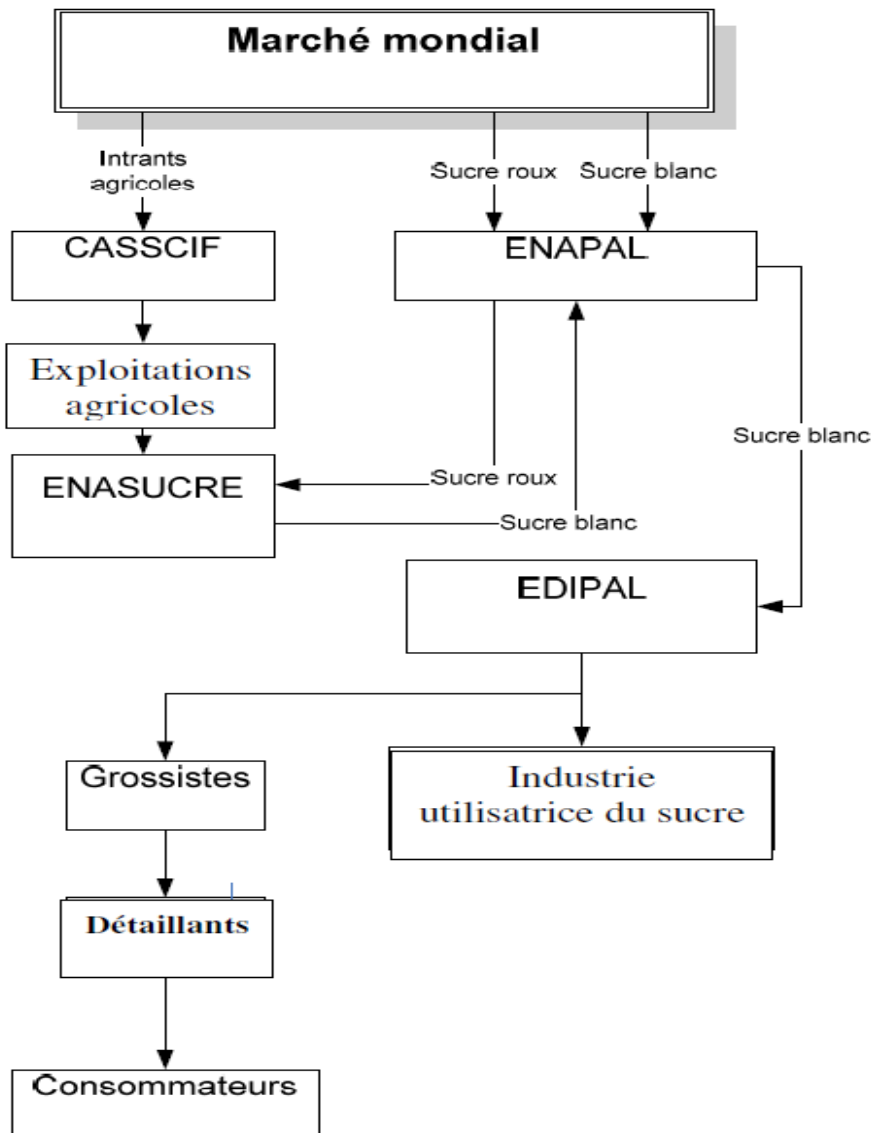 Marché mondial
Intrants
agricoles
Sucre roux
Sucre blanc
CASSCIF
ENAPAL
Exploitations
agricoles
Sucre blanc
ENASUCRE
Sucre roux
Sucre blanc
EDIPAL
Grossistes
Industrie
utilisatrice du sucre
Détaillants
Consommateurs